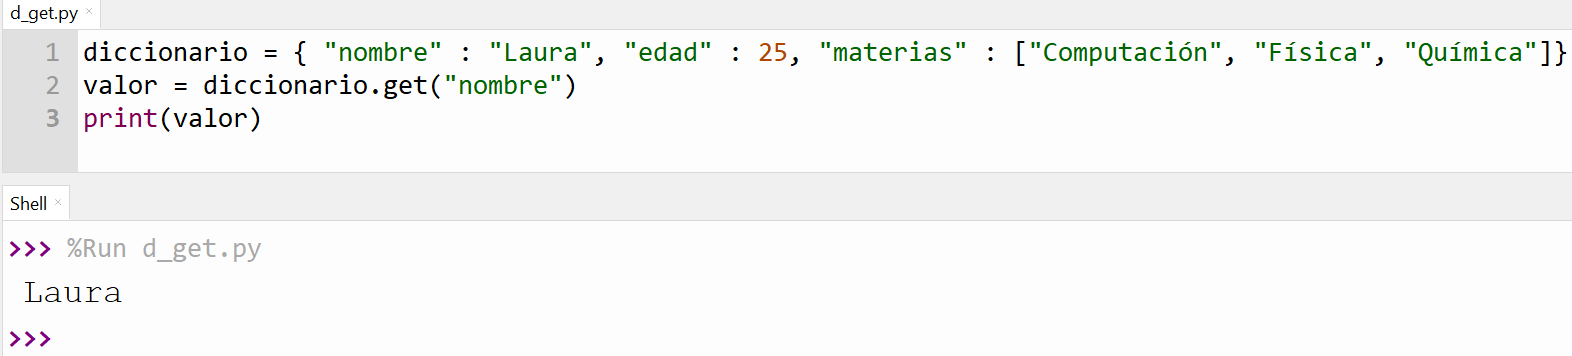 d_get.py ×
1 diccionario = { "nombre" : "Laura", "edad" : 25, "materias" : ["Computación", "Física", "Química"]}
2 valor = diccionario.get("nombre")
3 print(valor)
Shell ×
>>> %Run d_get.py
Laura
>>>